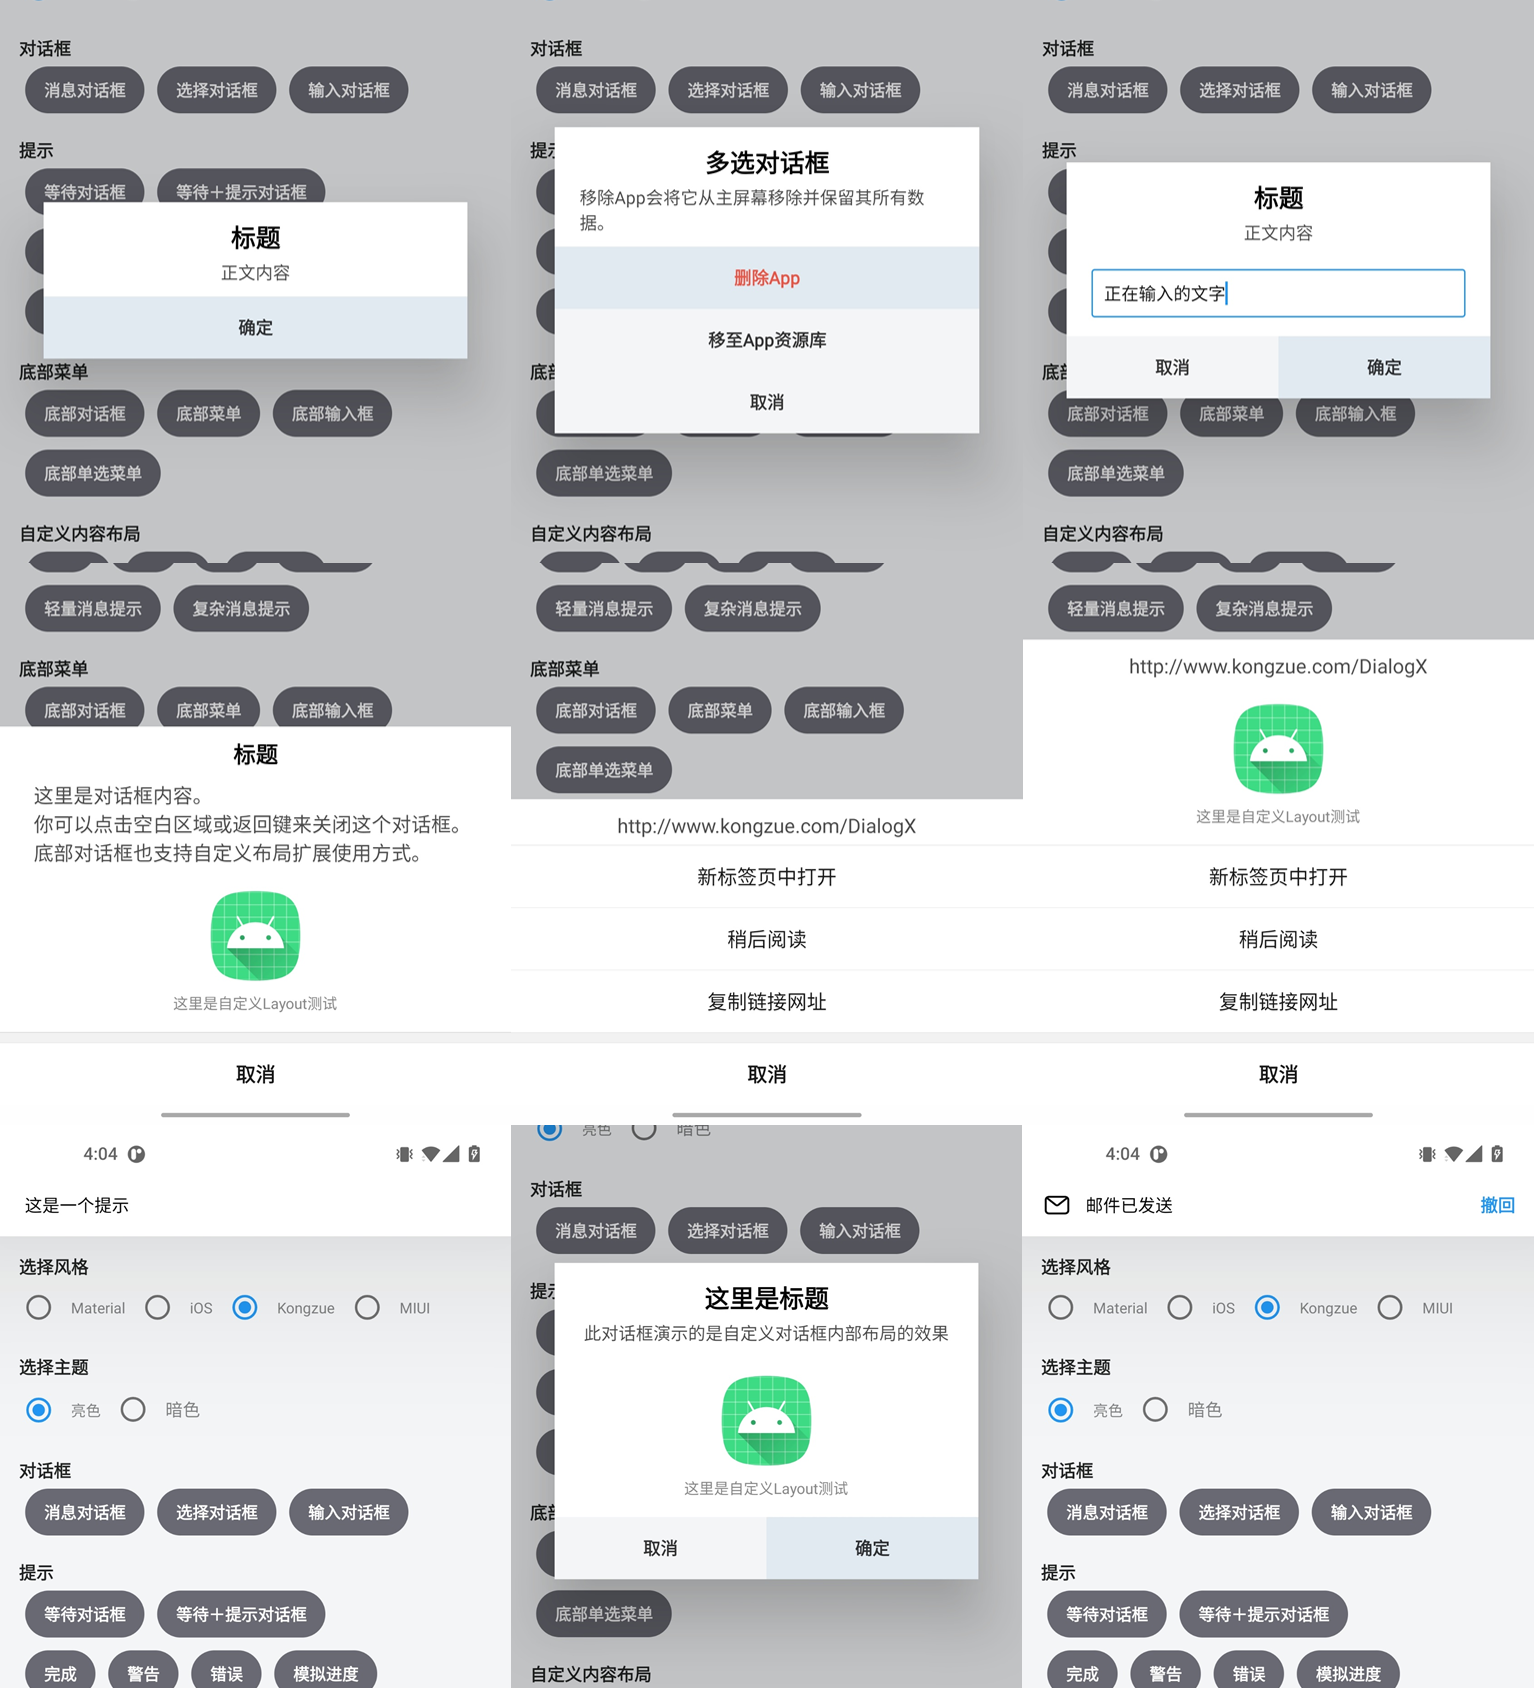 对话框
消息对话框 选择对话框 输入对话框
提示
等待对话框 等待+提示对话框
标题
正文内容
确定
底部菜单
底部对话框 底部菜单 底部输入框
底部单选菜单
自定义内容布局
对话框
消息对话框 选择对话框 输入对话框
提示
多选对话框
移除App会将它从主屏幕移除并保留其所有数
据。
删除App
移至App资源库
取消
底部
底部单选菜单
自定义内容布局
对话框
消息对话框 选择对话框 输入对话框
提示
标题
正文内容
正在输入的文字
取消 确定
底部
底部对话框 底部菜单 底部输入框
底部单选菜单
自定义内容布局
轻量消息提示 复杂消息提示
底部菜单
底部对话框 底部菜单 底部输入框
标题
这里是对话框内容。
你可以点击空白区域或返回键来关闭这个对话框。
底部对话框也支持自定义布局扩展使用方式。
这里是自定义Layout测试
取消
轻量消息提示 复杂消息提示
底部菜单
底部对话框 底部菜单 底部输入框
底部单选菜单
http://www.kongzue.com/DialogX
新标签页中打开
稍后阅读
复制链接网址
取消
轻量消息提示 复杂消息提示
http://www.kongzue.com/DialogX
这里是自定义Layout测试
新标签页中打开
稍后阅读
复制链接网址
取消
4:04
这是一个提示
选择风格
Material iOS Kongzue MIUI
选择主题
亮色 暗色
对话框
消息对话框 选择对话框 输入对话框
提示
等待对话框 等待+提示对话框
完成 警告 错误 模拟进度
亮色 暗色
对话框
消息对话框 选择对话框 输入对话框
提示
这里是标题
此对话框演示的是自定义对话框内部布局的效果
这里是自定义Layout测试
取消 确定
底部
底部单选菜单
自定义内容布局
4:04
邮件已发送 撤回
选择风格
Material iOS Kongzue MIUI
选择主题
亮色 暗色
对话框
消息对话框 选择对话框 输入对话框
提示
等待对话框 等待+提示对话框
完成 警告 错误 模拟进度